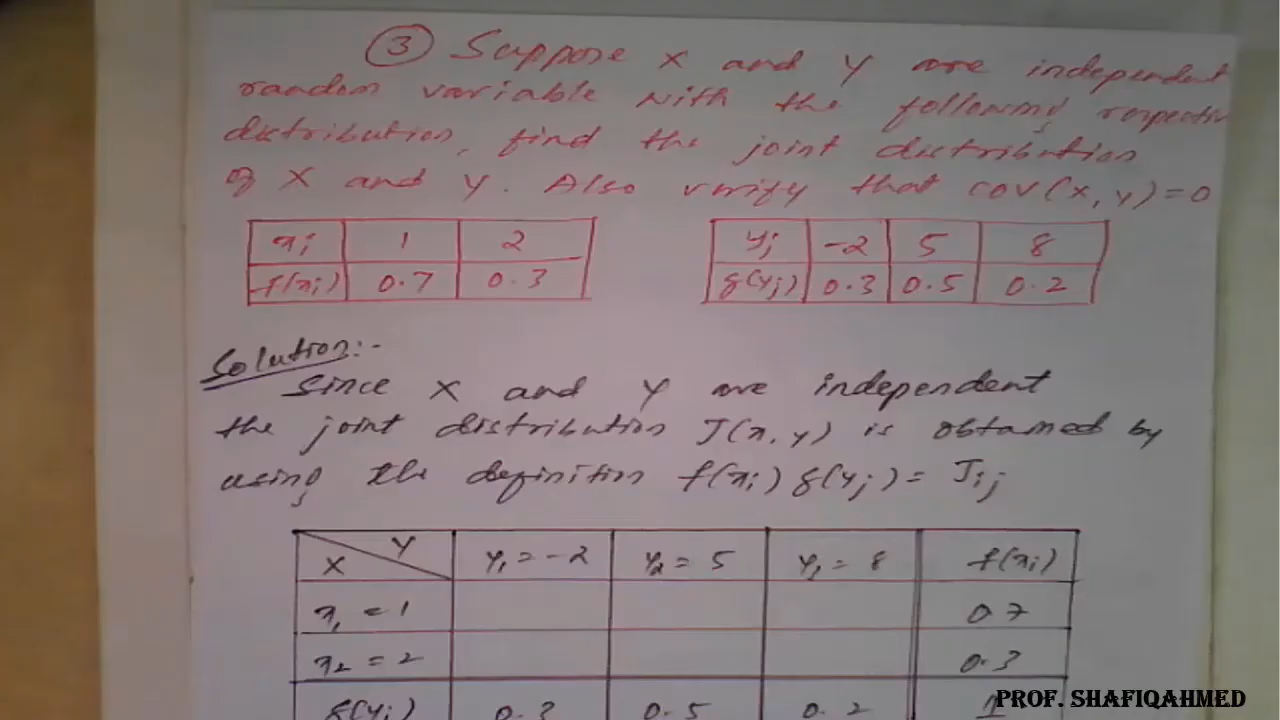 ③ Suppose X and Y are independent
random variable with the following respective
distribution, find the joint distribution
of X and Y. Also verify that COV(X, Y) = 0
xi 1 2
f(xi) 0.7 0.3
yj -2 5 8
g(yj) 0.3 0.5 0.2
Solution:-
Since X and Y are independent
the joint distribution J(x, y) is obtained by
using the definition f(xi) g(yj) = Jij
X Y y1 = -2 y2 = 5 y3 = 8 f(xi)
x1 = 1 0.7
x2 = 2 0.3
g(yj) 0.3 0.5 0.2 1
PROF. SHAFIQAHMED